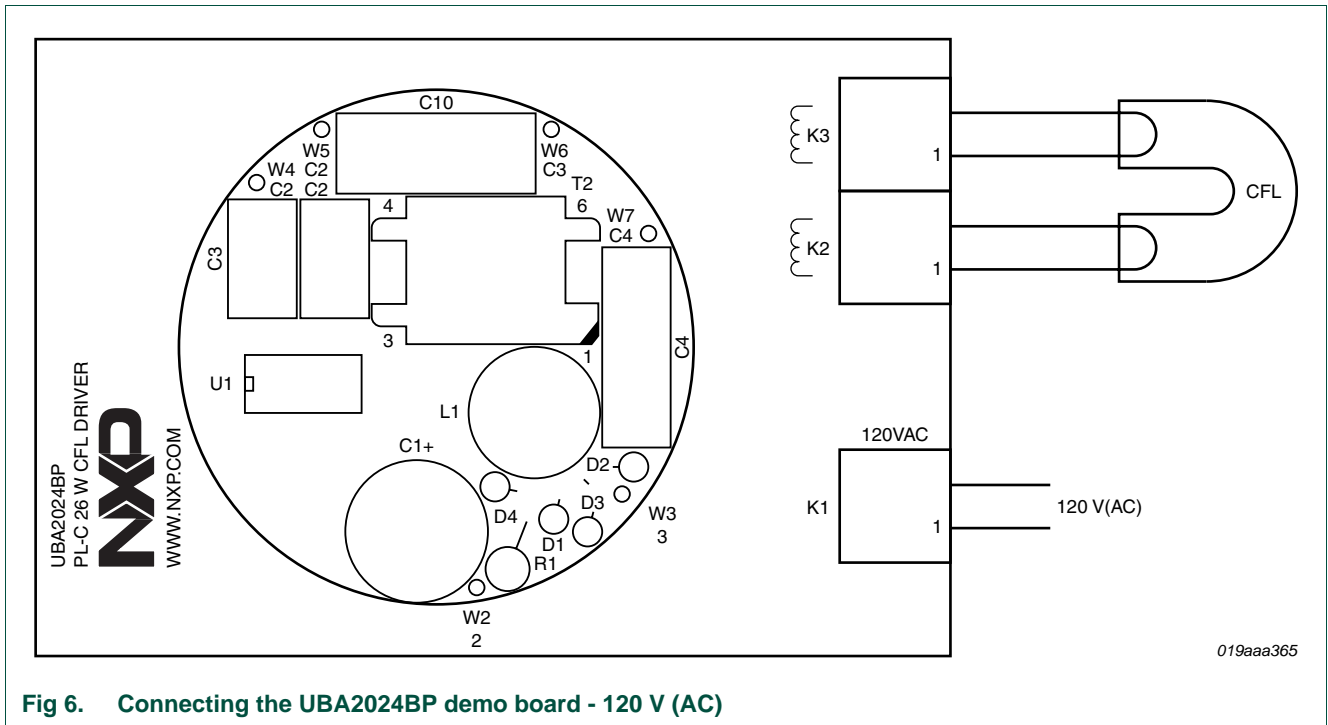 C10
W5
C2
C2
W4
C2
W6
C3
T2
4
6
W7
C4
C3
3
1
C4
U1
L1
C1+
D2
D4
D3
D1
R1
W3
3
W2
2
UBA2024BP
PL-C 26 W CFL DRIVER
NXP
WWW.NXP.COM
K3
1
K2
1
CFL
120VAC
K1
1
120 V(AC)
019aaa365
Fig 6. Connecting the UBA2024BP demo board - 120 V (AC)